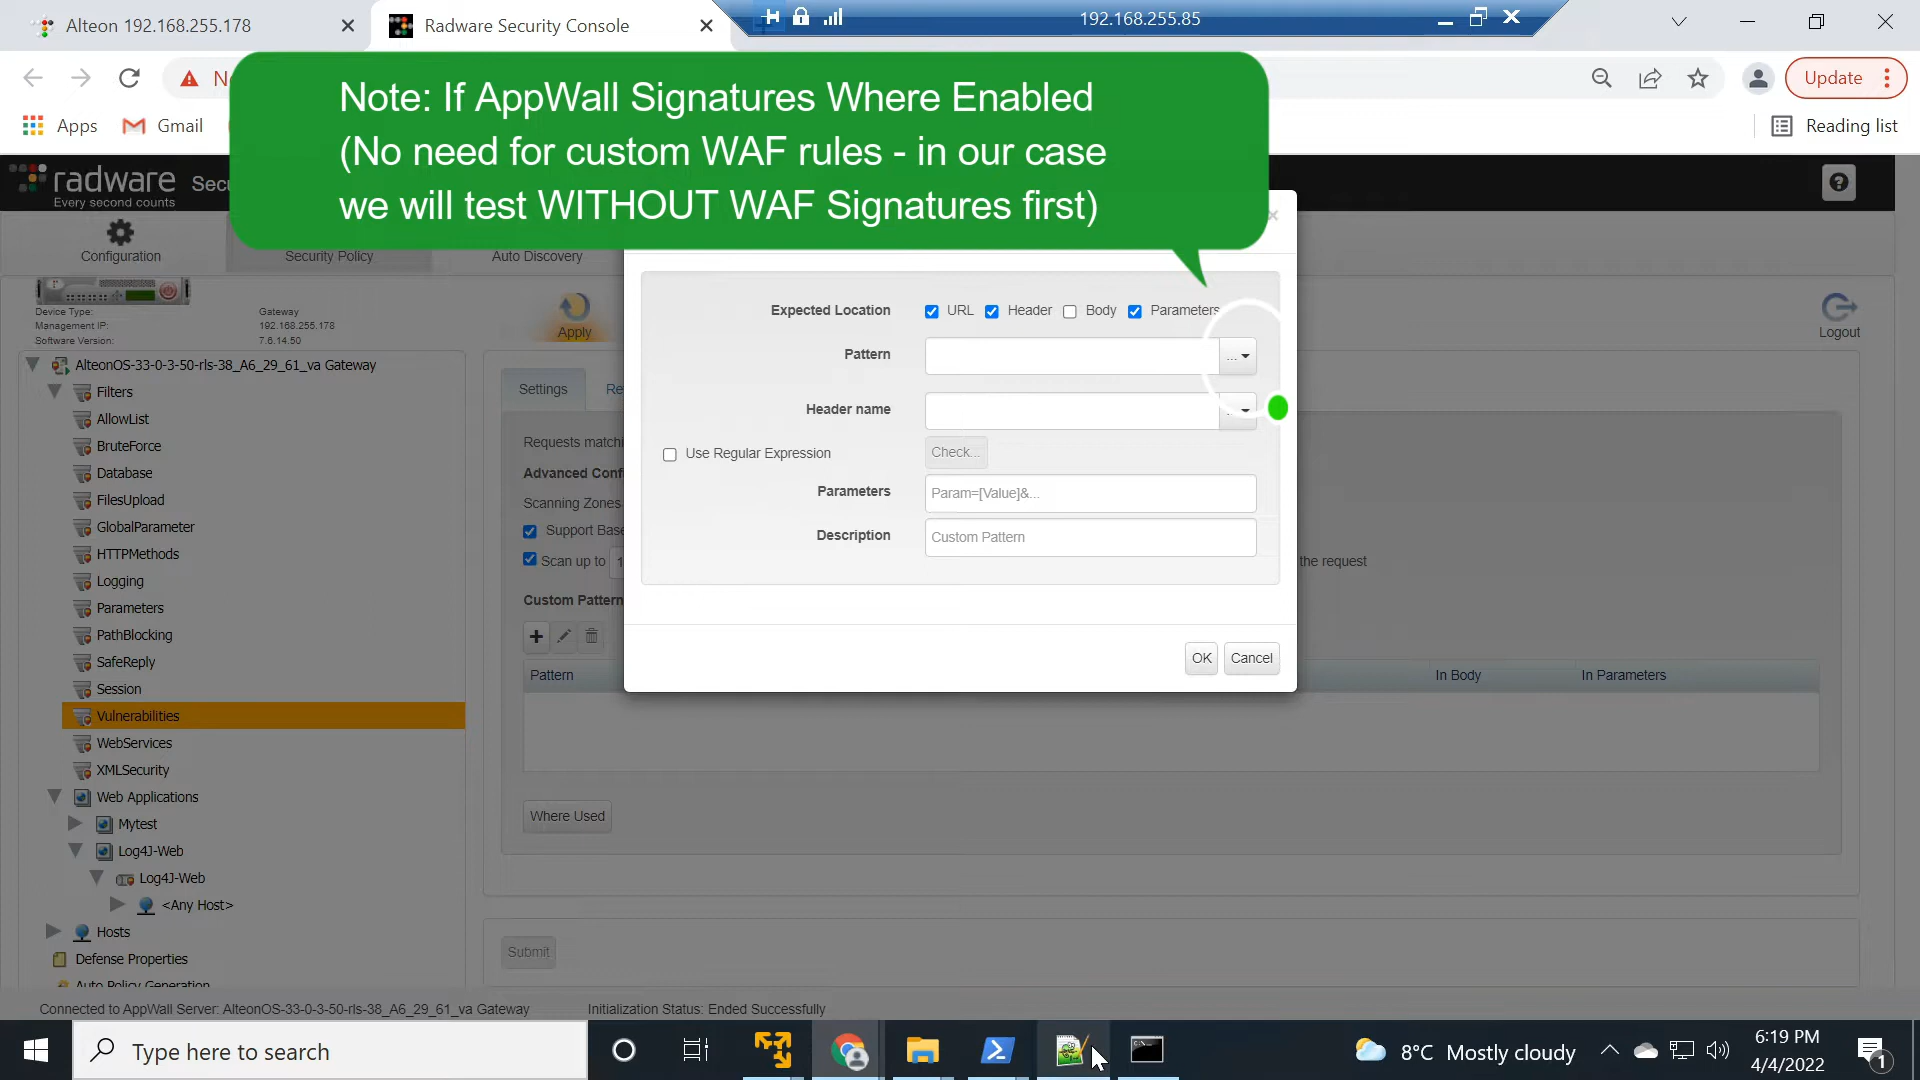 Alteon 192.168.255.178
Radware Security Console
192.168.255.85
Note: If AppWall Signatures Where Enabled
(No need for custom WAF rules - in our case
we will test WITHOUT WAF Signatures first)
Update
Apps
Gmail
Reading list
radware
Every second counts
Configuration
Security Policy
Auto Discovery
Device Type:
Management IP:
Software Version:
Gateway
192.168.255.178
7.6.14.50
Apply
Logout
AlteonOS-33-0-3-50-rls-38_A6_29_61_va Gateway
Filters
AllowList
BruteForce
Database
FilesUpload
GlobalParameter
HTTPMethods
Logging
Parameters
PathBlocking
SafeReply
Session
Vulnerabilities
WebServices
XMLSecurity
Web Applications
Mytest
Log4J-Web
Log4J-Web
<Any Host>
Hosts
Defense Properties
Auto Policy Generation
Settings
Requests
Scanning Zones
Support
Scan up to
the request
Custom Pattern
Pattern
In Body
In Parameters
Where Used
Submit
Expected Location
URL
Header
Body
Parameters
Pattern
...
Header name
Use Regular Expression
Check...
Parameters
Param=[Value]&...
Description
Custom Pattern
OK
Cancel
Connected to AppWall Server: AlteonOS-33-0-3-50-rls-38_A6_29_61_va Gateway
Initialization Status: Ended Successfully
Type here to search
8°C Mostly cloudy
6:19 PM
4/4/2022
1